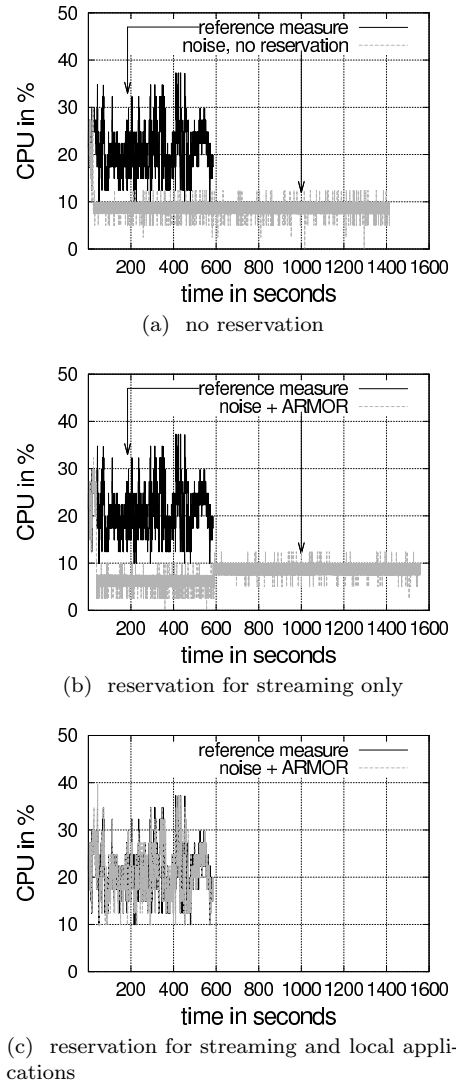 50
40
30
20
10
0
CPU in %
reference measure
noise, no reservation
200 400 600 800 1000 1200 1400 1600
time in seconds
(a) no reservation
50
40
30
20
10
0
CPU in %
reference measure
noise + ARMOR
200 400 600 800 1000 1200 1400 1600
time in seconds
(b) reservation for streaming only
50
40
30
20
10
0
CPU in %
reference measure
noise + ARMOR
200 400 600 800 1000 1200 1400 1600
time in seconds
(c) reservation for streaming and local appli-
cations